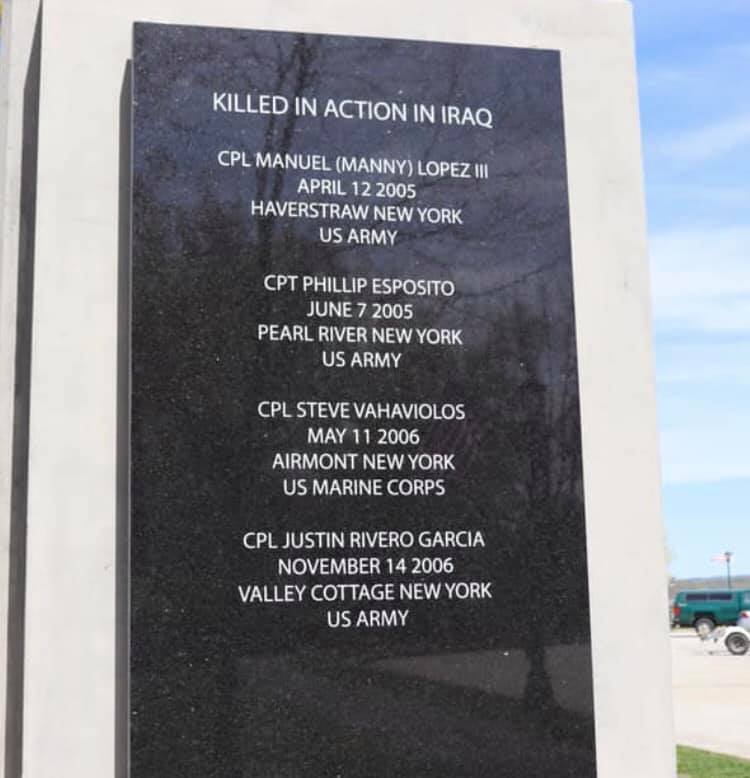 KILLED IN ACTION IN IRAQ
CPL MANUEL (MANNY) LOPEZ III
APRIL 12 2005
HAVERSTRAW NEW YORK
US ARMY
CPT PHILLIP ESPOSITO
JUNE 7 2005
PEARL RIVER NEW YORK
US ARMY
CPL STEVE VAHAVIOLOS
MAY 11 2006
AIRMONT NEW YORK
US MARINE CORPS
CPL JUSTIN RIVERO GARCIA
NOVEMBER 14 2006
VALLEY COTTAGE NEW YORK
US ARMY